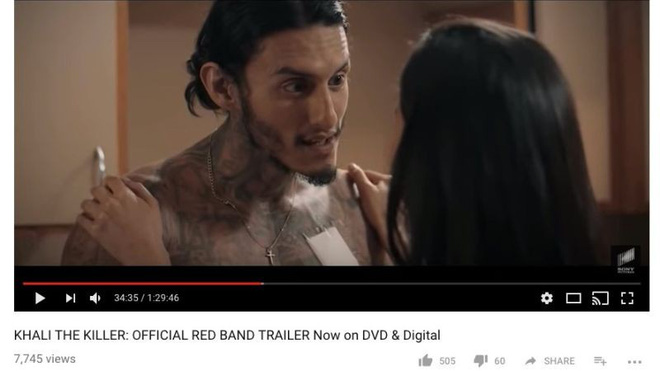 SONY
34:35 / 1:29:46
KHALI THE KILLER: OFFICIAL RED BAND TRAILER Now on DVD & Digital
7,745 views
505
60
SHARE